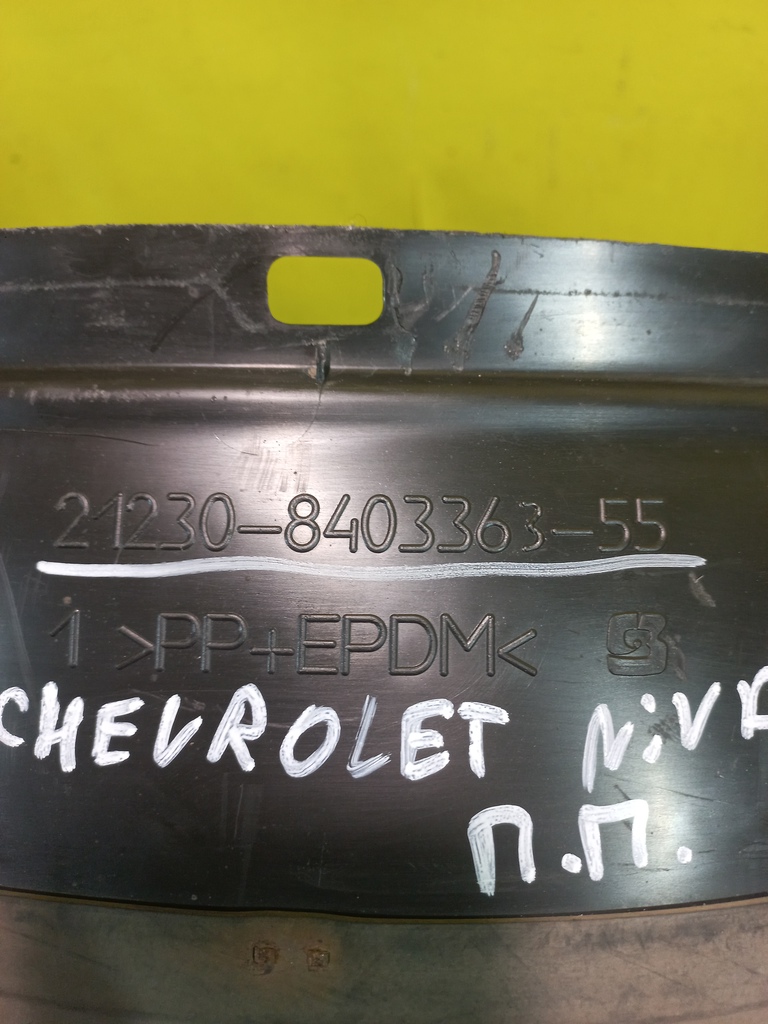 21230-8403363-55
1 >PP+EPDM<
CHEVROLET NIVA
П.П.